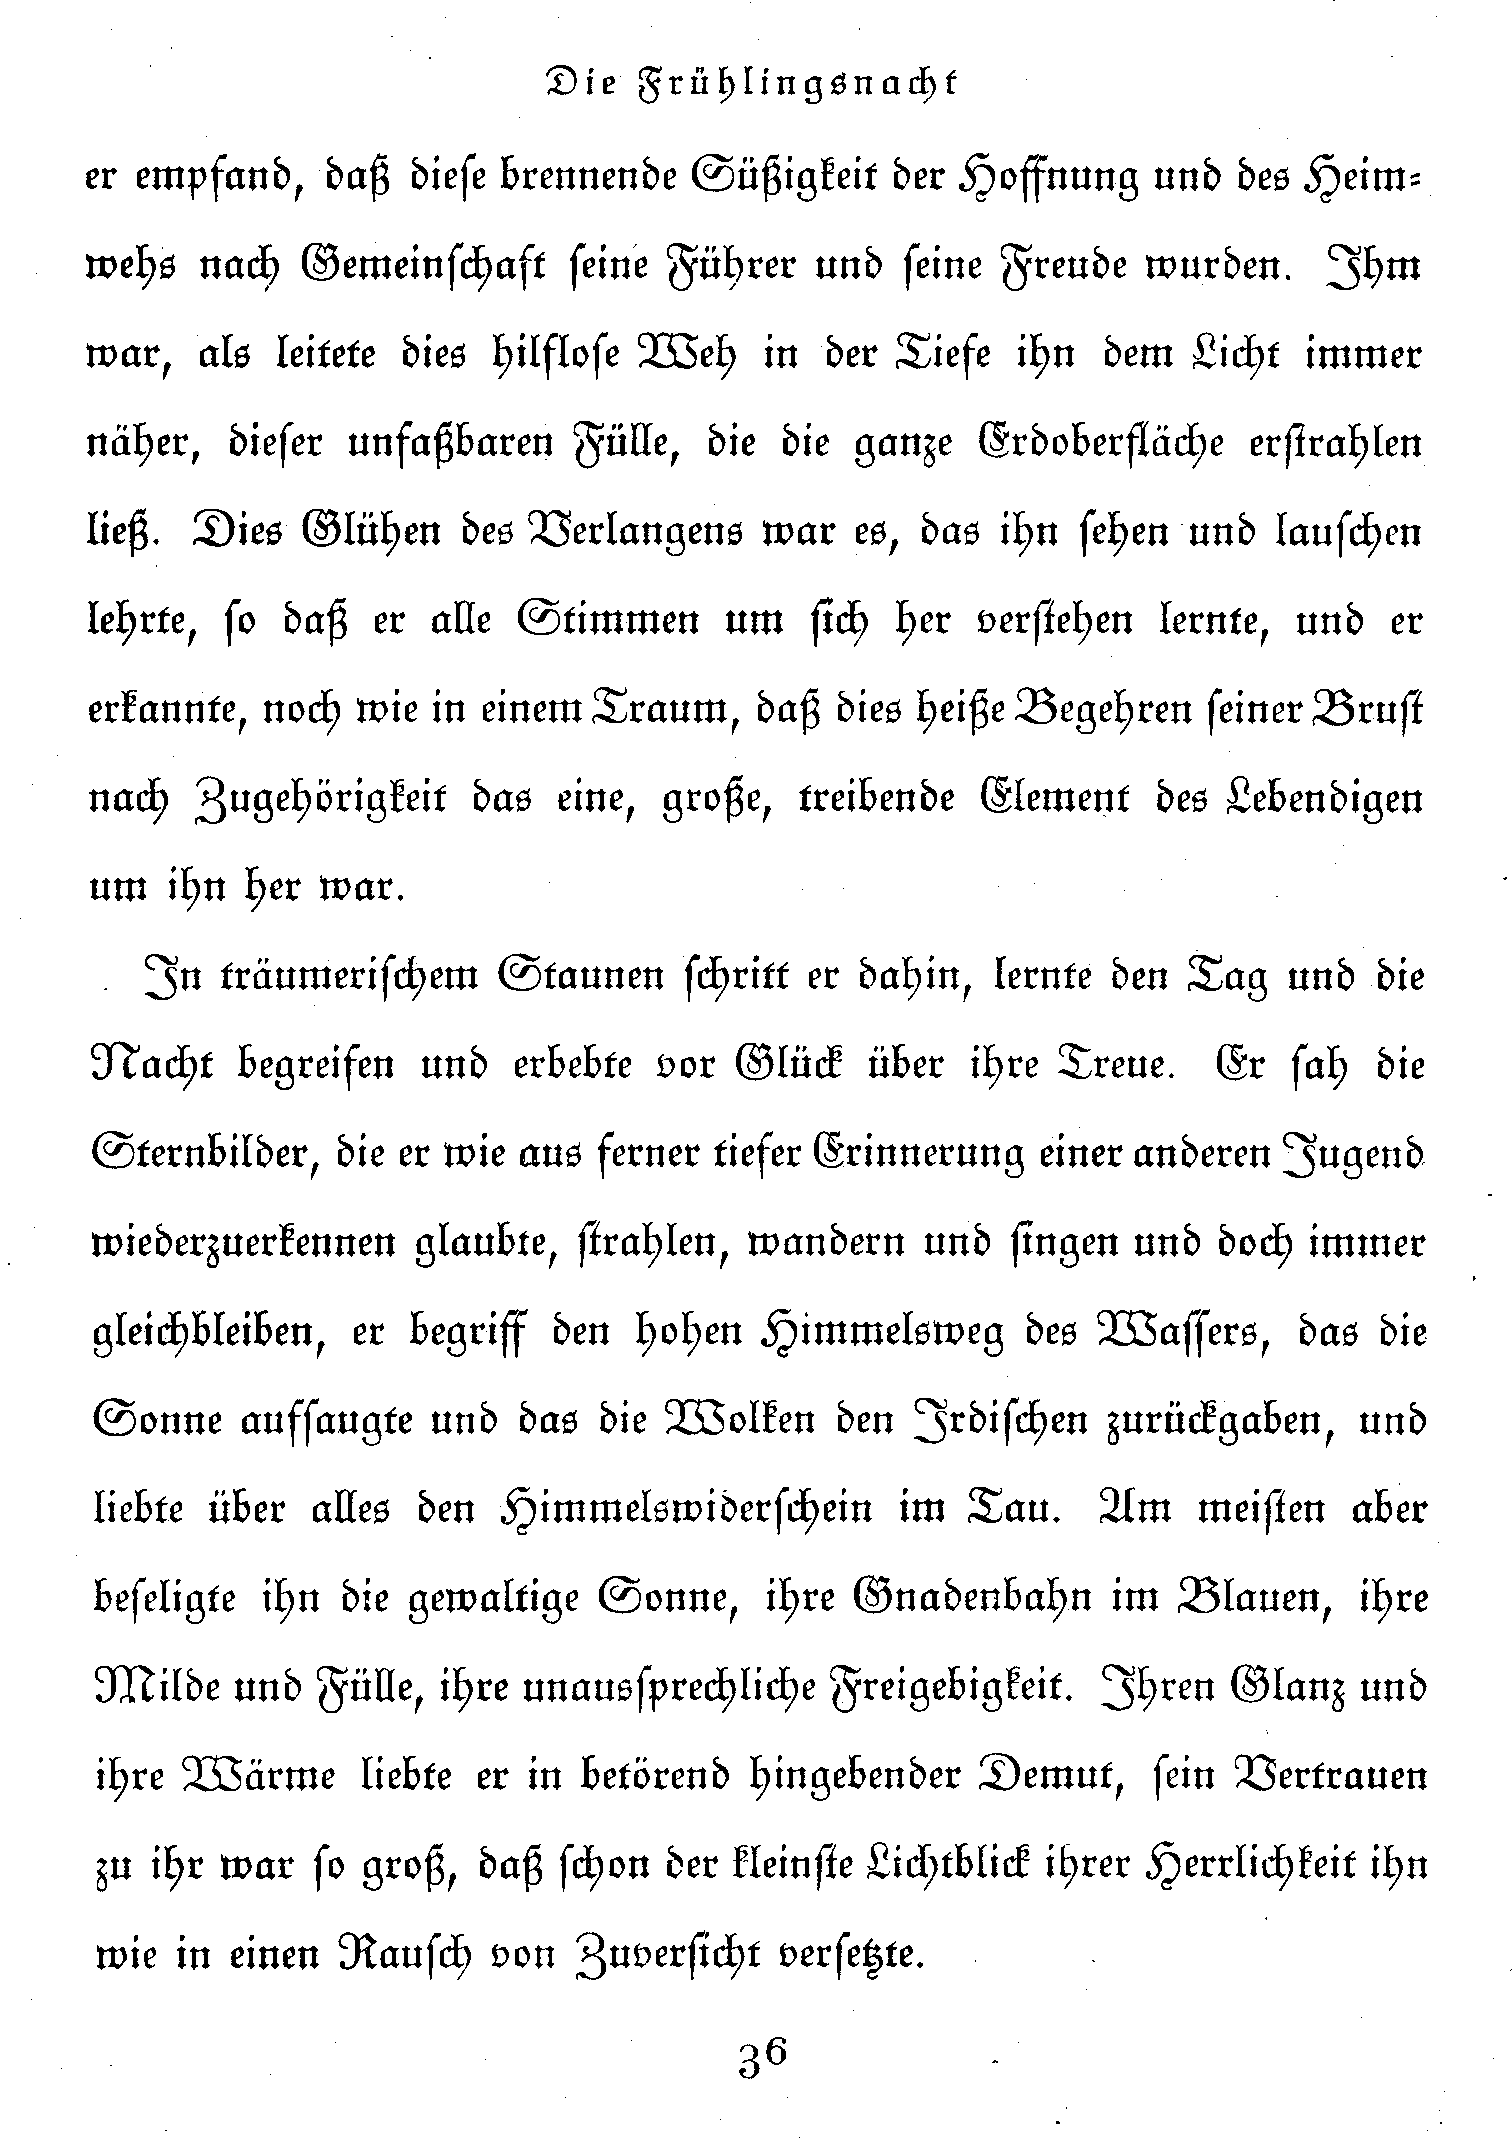 Die Frühlingsnacht
er empfand, daß dieſe brennende Süßigkeit der Hoffnung und des Heim⸗
wehs nach Gemeinſchaft ſeine Führer und ſeine Freude wurden. Ihm
war, als leitete dies hilfloſe Weh in der Tiefe ihn dem Licht immer
näher, dieſer unfaßbaren Fülle, die die ganze Erdoberfläche erſtrahlen
ließ. Dies Glühen des Verlangens war es, das ihn ſehen und lauſchen
lehrte, ſo daß er alle Stimmen um ſich her verſtehen lernte, und er
erkannte, noch wie in einem Traum, daß dies heiße Begehren ſeiner Bruſt
nach Zugehörigkeit das eine, große, treibende Element des Lebendigen
um ihn her war.
In träumeriſchem Staunen ſchritt er dahin, lernte den Tag und die
Nacht begreifen und erbebte vor Glück über ihre Treue. Er ſah die
Sternbilder, die er wie aus ferner tiefer Erinnerung einer anderen Jugend
wiederzuerkennen glaubte, ſtrahlen, wandern und ſingen und doch immer
gleichbleiben, er begriff den hohen Himmelsweg des Waſſers, das die
Sonne aufſaugte und das die Wolken den Irdiſchen zurückgaben, und
liebte über alles den Himmelswiderſchein im Tau. Am meiſten aber
beſeligte ihn die gewaltige Sonne, ihre Gnadenbahn im Blauen, ihre
Milde und Fülle, ihre unausſprechliche Freigebigkeit. Ihren Glanz und
ihre Wärme liebte er in betörend hingebender Demut, ſein Vertrauen
zu ihr war ſo groß, daß ſchon der kleinſte Lichtblick ihrer Herrlichkeit ihn
wie in einen Rauſch von Zuverſicht verſetzte.
36